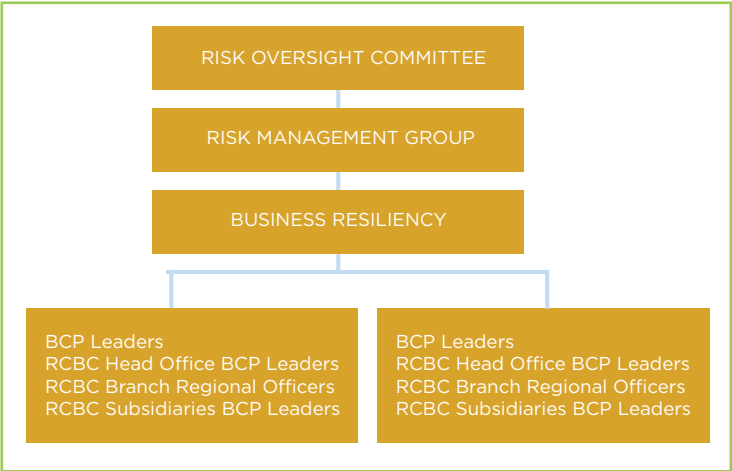 RISK OVERSIGHT COMMITTEE
RISK MANAGEMENT GROUP
BUSINESS RESILIENCY
BCP Leaders
RCBC Head Office BCP Leaders
RCBC Branch Regional Officers
RCBC Subsidiaries BCP Leaders
BCP Leaders
RCBC Head Office BCP Leaders
RCBC Branch Regional Officers
RCBC Subsidiaries BCP Leaders